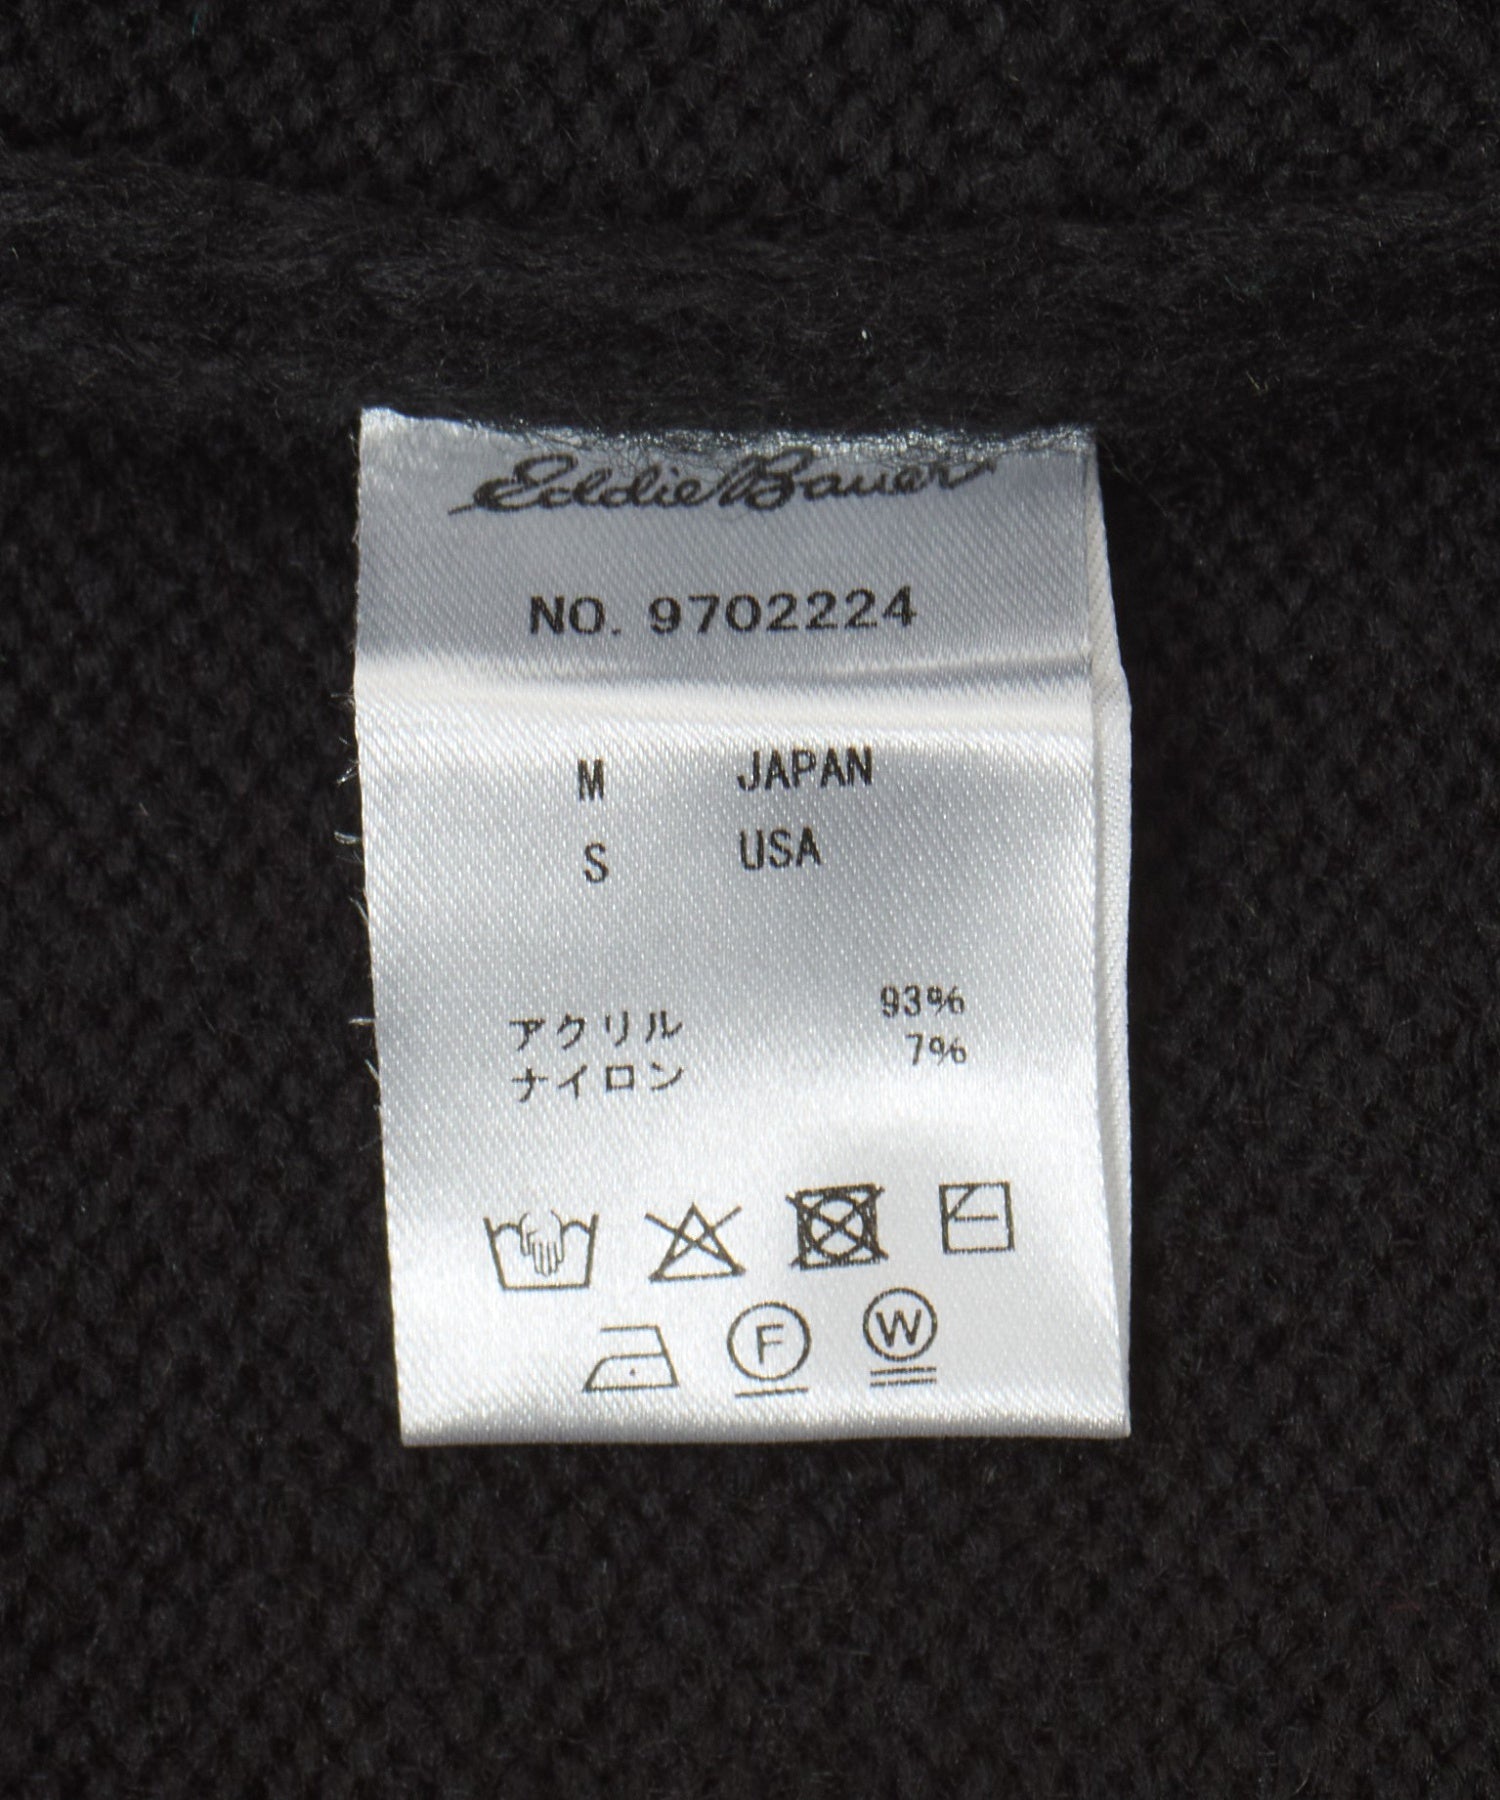 Eddie Bauer
NO. 9702224
M JAPAN
S USA
アクリル 93%
ナイロン 7%
F W